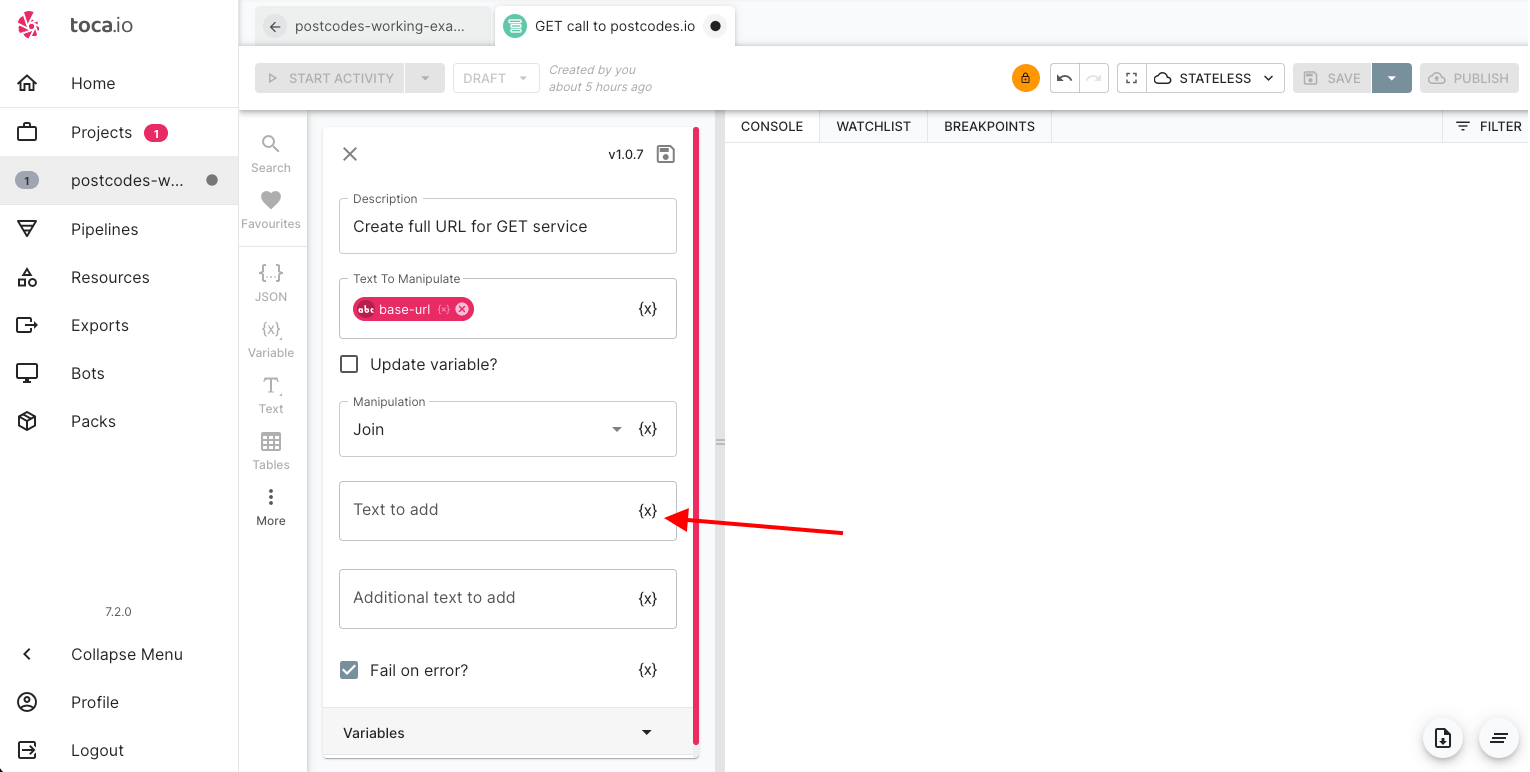 toca.io
Home
Projects 1
1 postcodes-w...
Pipelines
Resources
Exports
Bots
Packs
7.2.0
Collapse Menu
Profile
Logout
postcodes-working-exa...
GET call to postcodes.io
START ACTIVITY
DRAFT
Created by you
about 5 hours ago
STATELESS
SAVE
PUBLISH
Search
Favourites
{...}
JSON
{x}
Variable
T
Text
Tables
More
v1.0.7
Description
Create full URL for GET service
Text To Manipulate
abc base-url {x} {x}
Update variable?
Manipulation
Join {x}
Text to add {x}
Additional text to add {x}
Fail on error? {x}
Variables
CONSOLE
WATCHLIST
BREAKPOINTS
FILTER